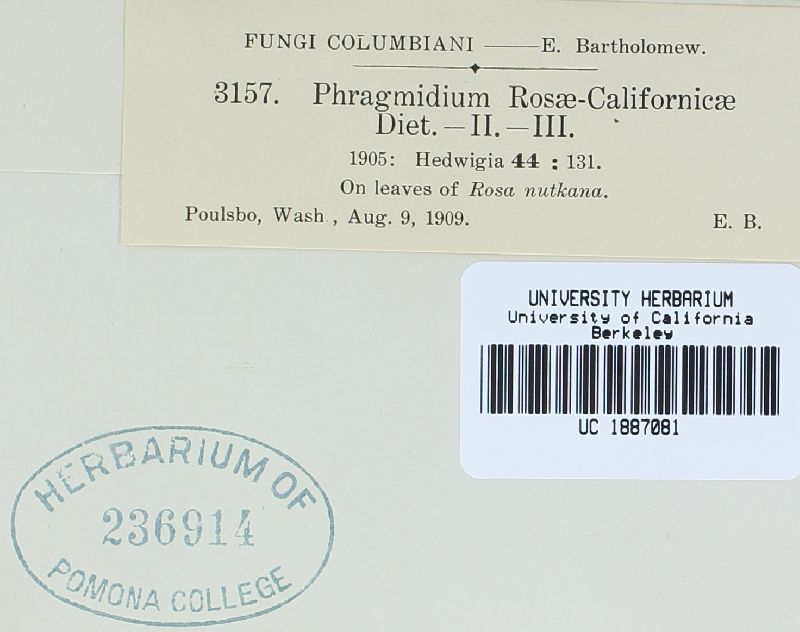 FUNGI COLUMBIANI ——E. Bartholomew.
3157. Phragmidium Rosæ-Californicæ
Diet. — II. — III.
1905: Hedwigia 44 : 131.
On leaves of Rosa nutkana.
Poulsbo, Wash , Aug. 9, 1909. E. B.
UNIVERSITY HERBARIUM
University of California
Berkeley
UC 1887081
HERBARIUM OF
236914
POMONA COLLEGE